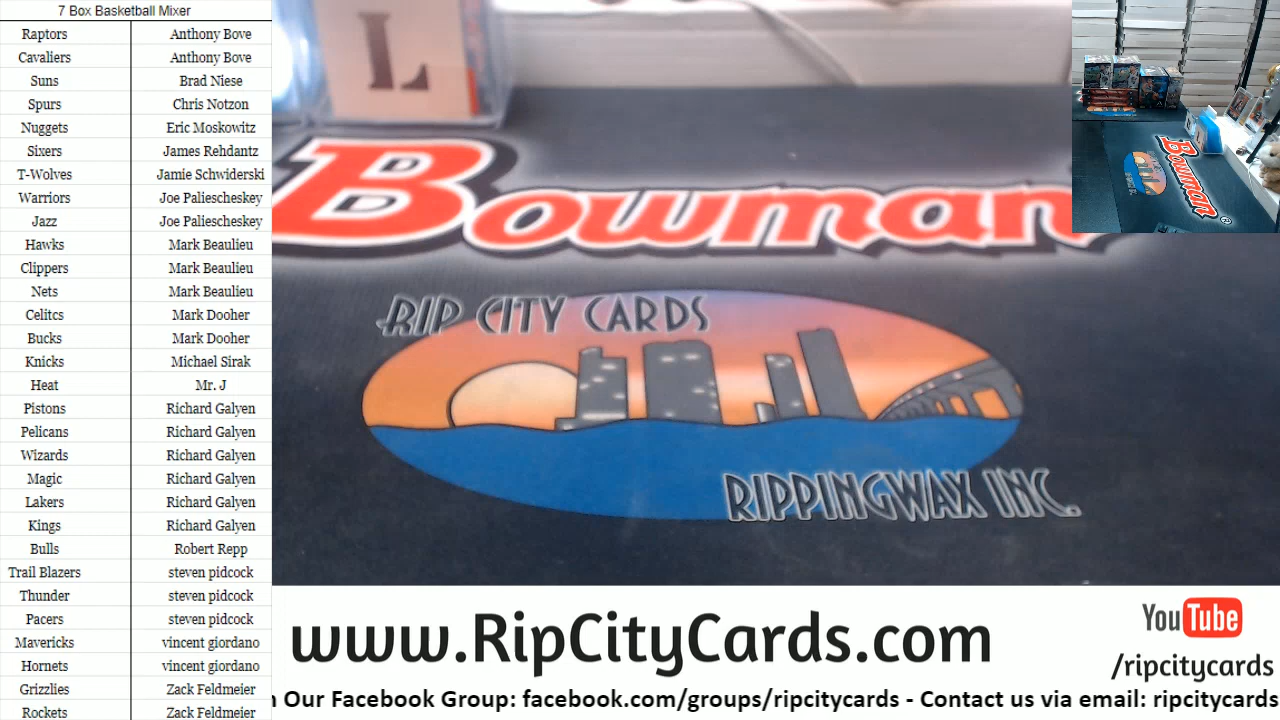 7 Box Basketball Mixer
Raptors Anthony Bove
Cavaliers Anthony Bove
Suns Brad Niese
Spurs Chris Notzon
Nuggets Eric Moskowitz
Sixers James Rehdantz
T-Wolves Jamie Schwiderski
Warriors Joe Paliescheskey
Jazz Joe Paliescheskey
Hawks Mark Beaulieu
Clippers Mark Beaulieu
Nets Mark Beaulieu
Celitcs Mark Dooher
Bucks Mark Dooher
Knicks Michael Sirak
Heat Mr. J
Pistons Richard Galyen
Pelicans Richard Galyen
Wizards Richard Galyen
Magic Richard Galyen
Lakers Richard Galyen
Kings Richard Galyen
Bulls Robert Repp
Trail Blazers steven pidcock
Thunder steven pidcock
Pacers steven pidcock
Mavericks vincent giordano
Hornets vincent giordano
Grizzlies Zack Feldmeier
Rockets Zack Feldmeier
L
Bowman
RIP CITY CARDS
RIPPINGWAX INC.
Bowman
www.RipCityCards.com
YouTube
/ripcitycards
Our Facebook Group: facebook.com/groups/ripcitycards - Contact us via email: ripcitycards